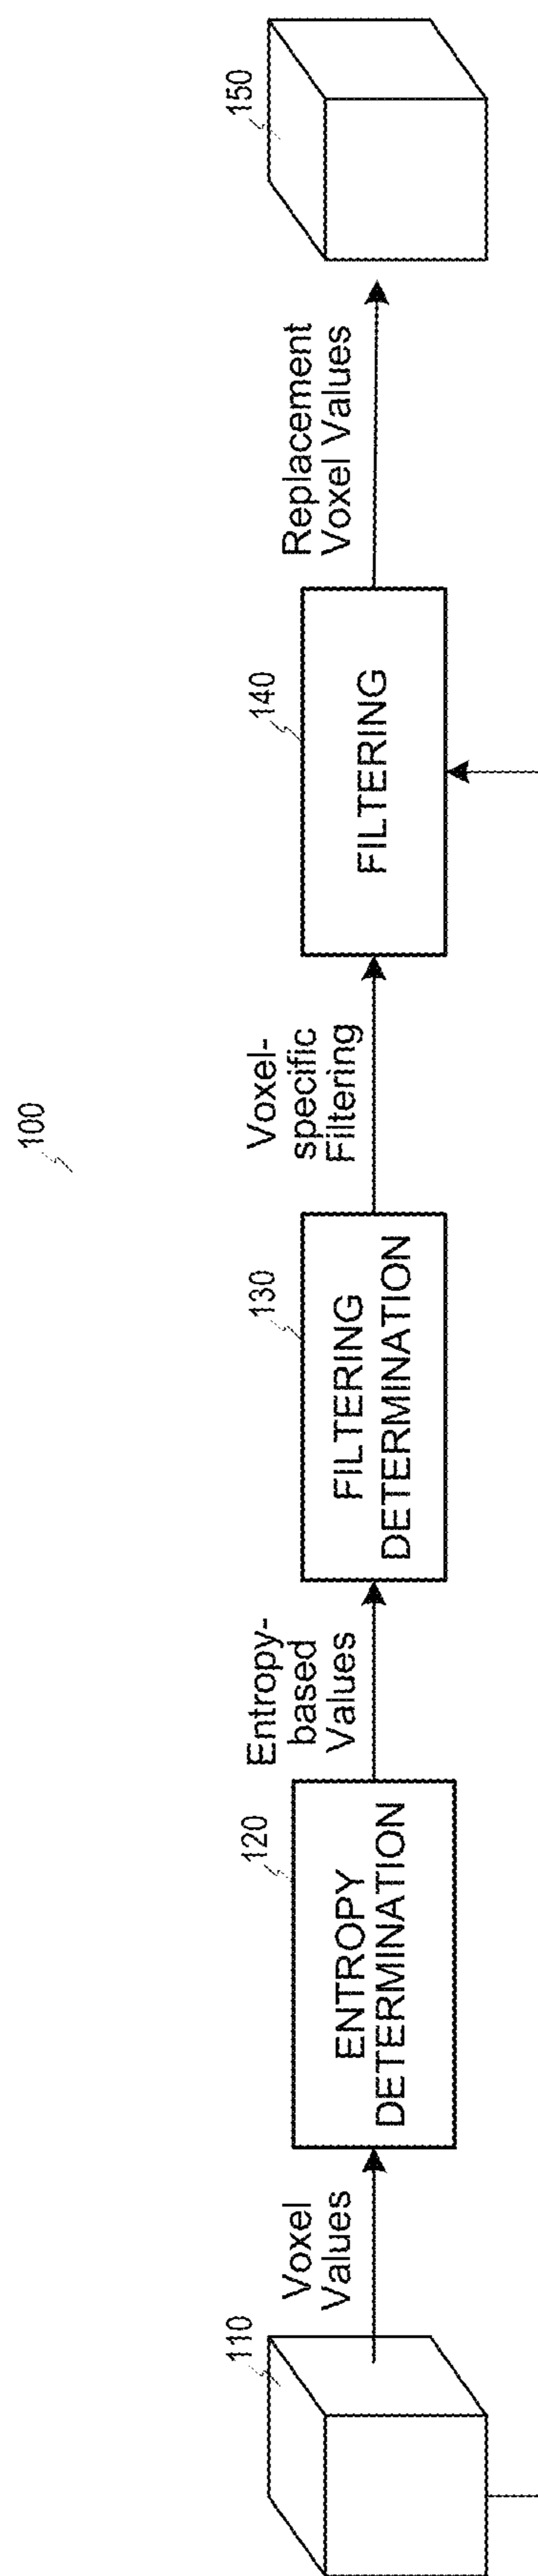 100
110
Voxel
Values
120
ENTROPY
DETERMINATION
Entropy-
based
Values
130
FILTERING
DETERMINATION
Voxel-
specific
Filtering
140
FILTERING
Replacement
Voxel Values
150